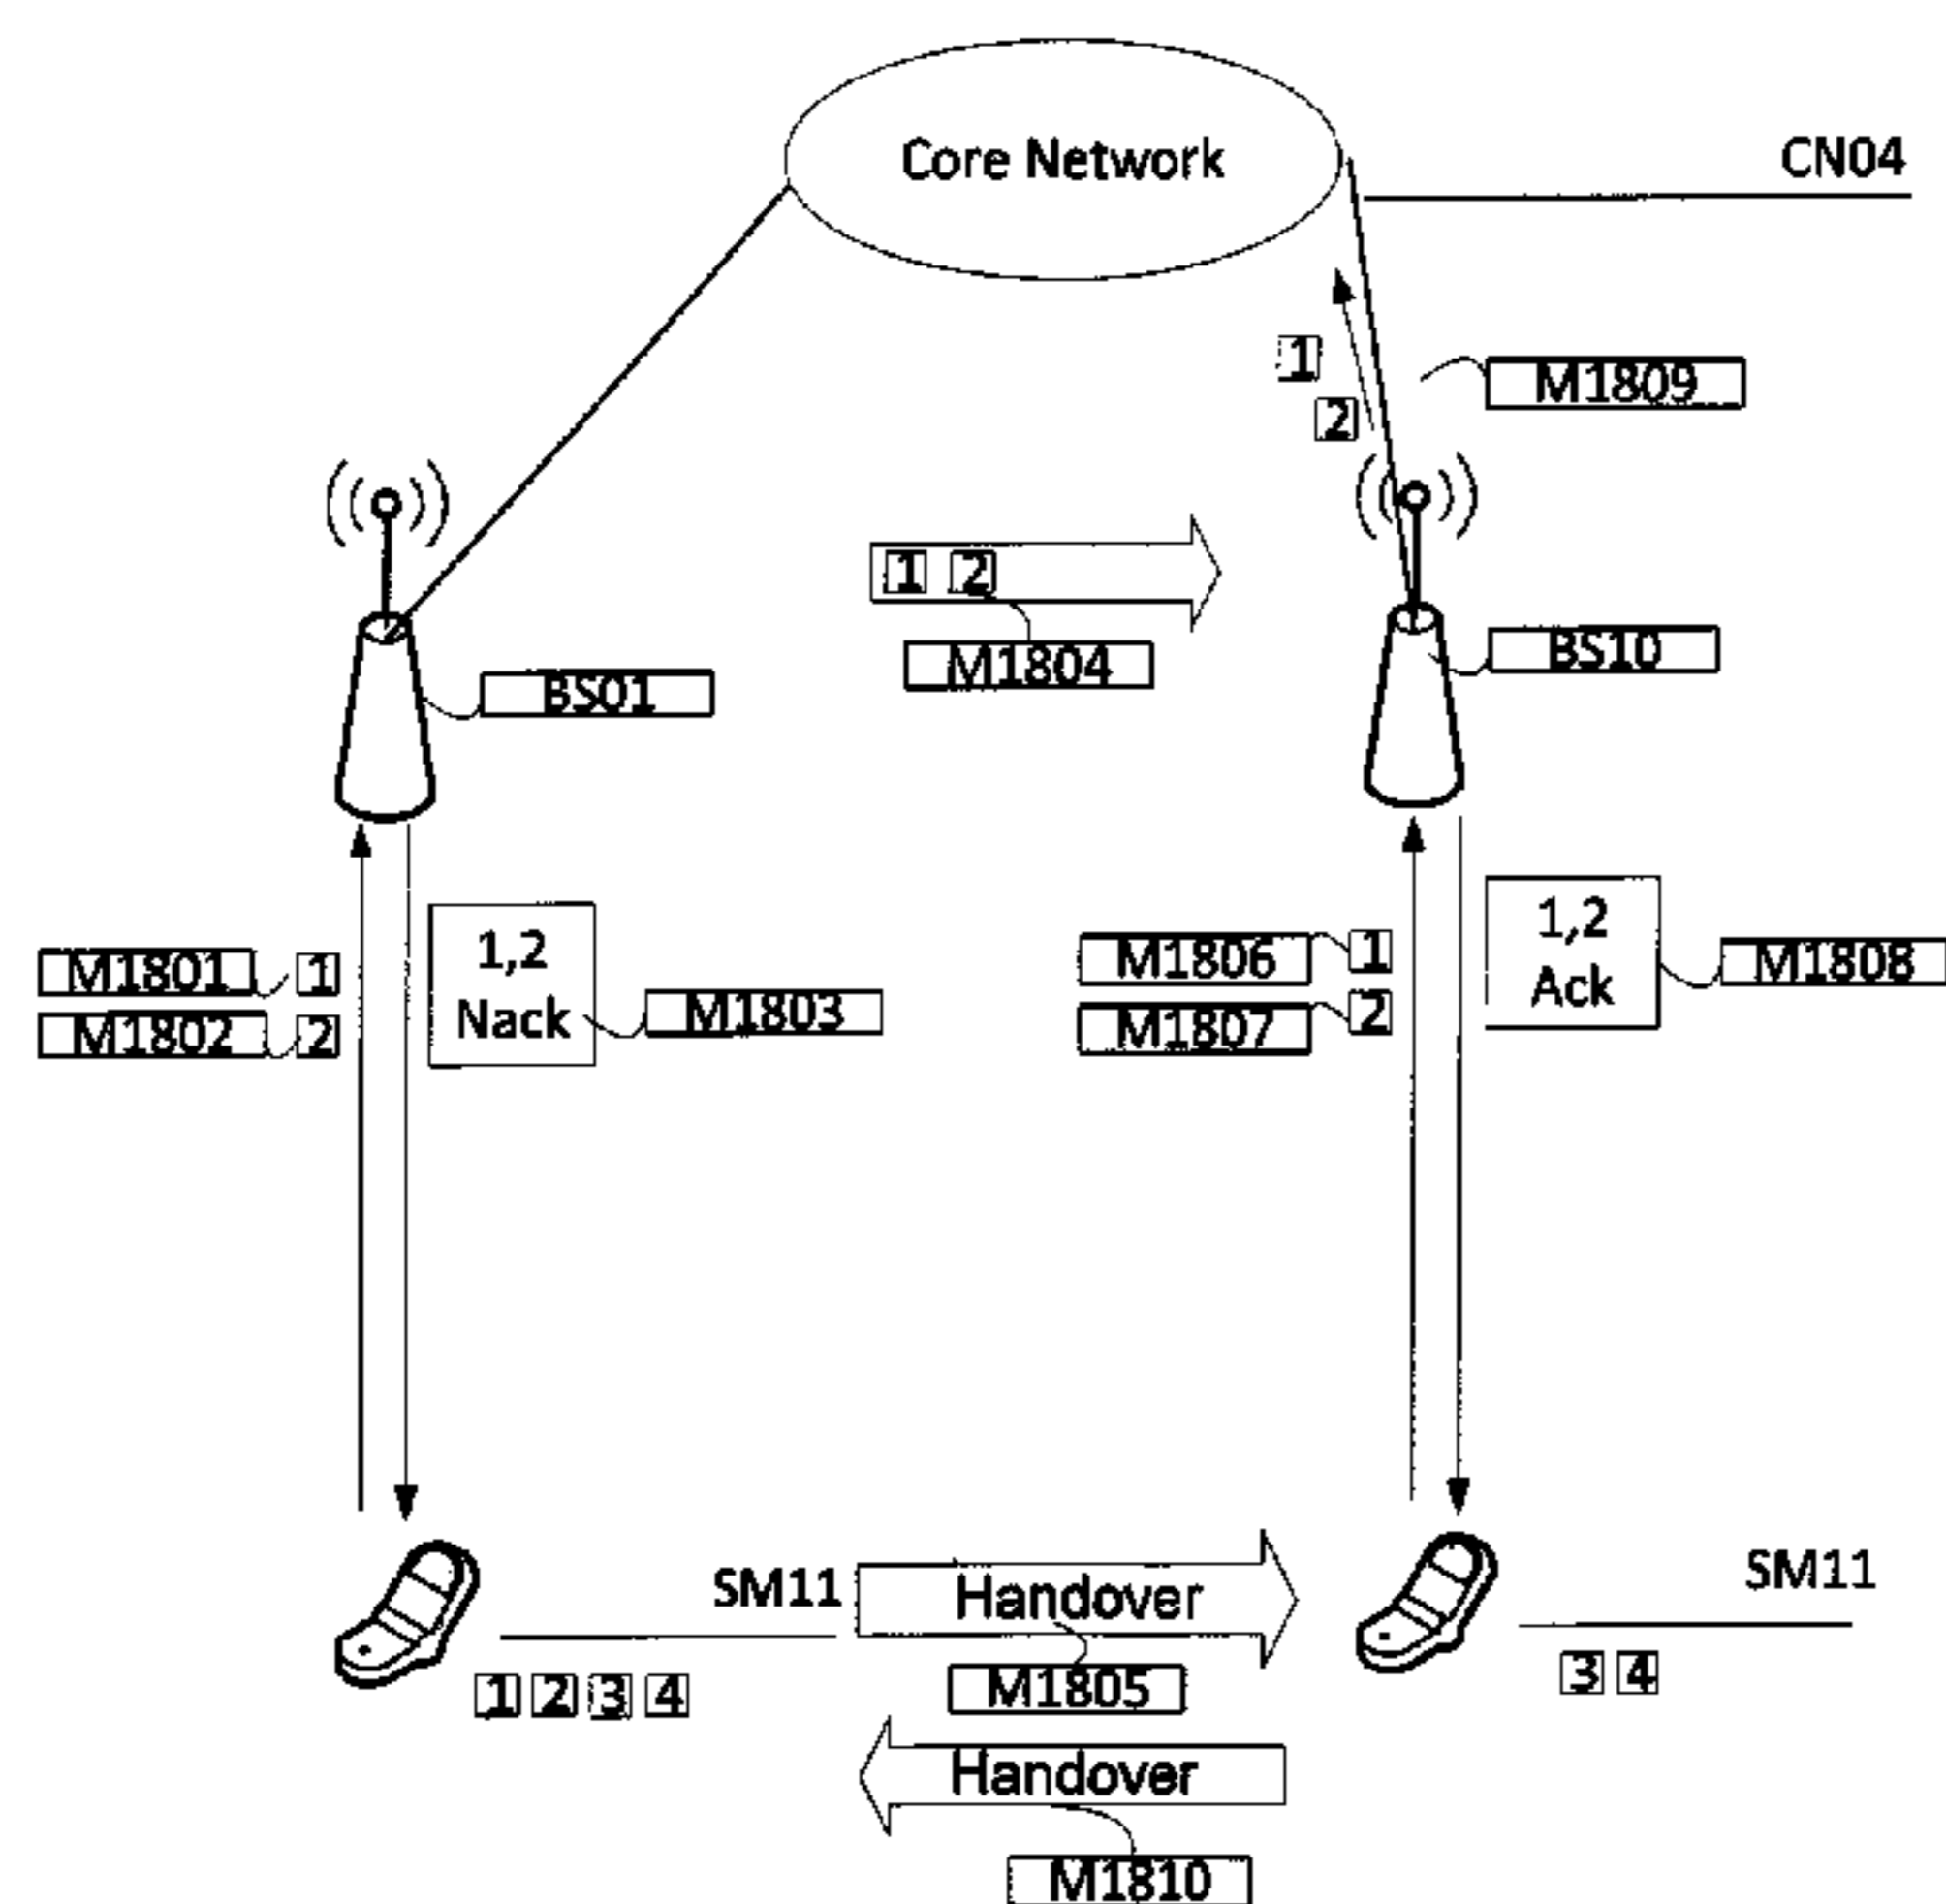 Core Network
CN04
1
M1809
2
1 2
M1804
BS10
BS01
1,2
Nack
M1801 1
M1803
M1802 2
1,2
Ack
M1806 1
M1808
M1807 2
SM11
Handover
SM11
M1805
1 2 3 4
3 4
Handover
M1810